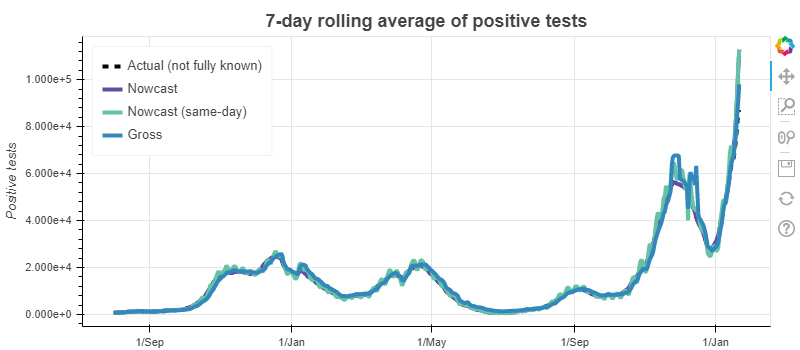 7-day rolling average of positive tests
Actual (not fully known)
Nowcast
Nowcast (same-day)
Gross
Positive tests
1.000e+5
8.000e+4
6.000e+4
4.000e+4
2.000e+4
0.000e+0
1/Sep
1/Jan
1/May
1/Sep
1/Jan